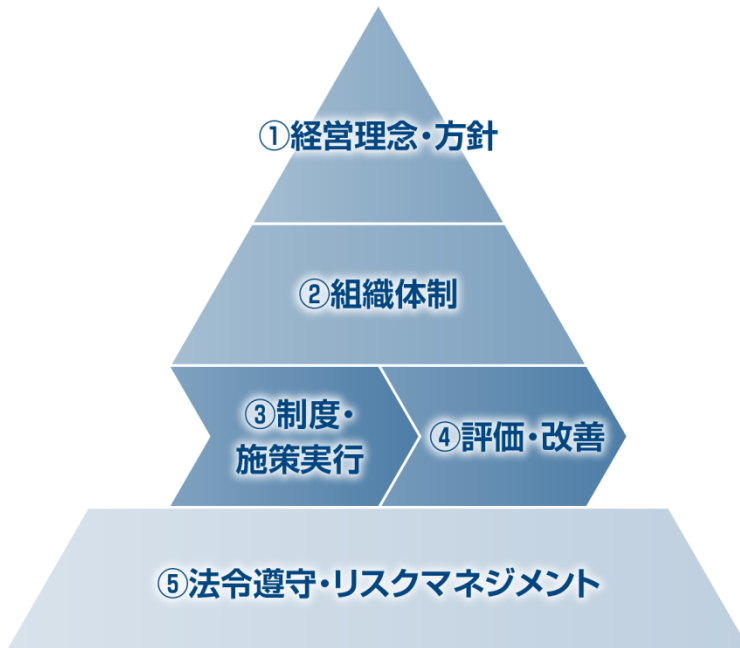 ①経営理念・方針
②組織体制
③制度・
施策実行
④評価・改善
⑤法令遵守・リスクマネジメント